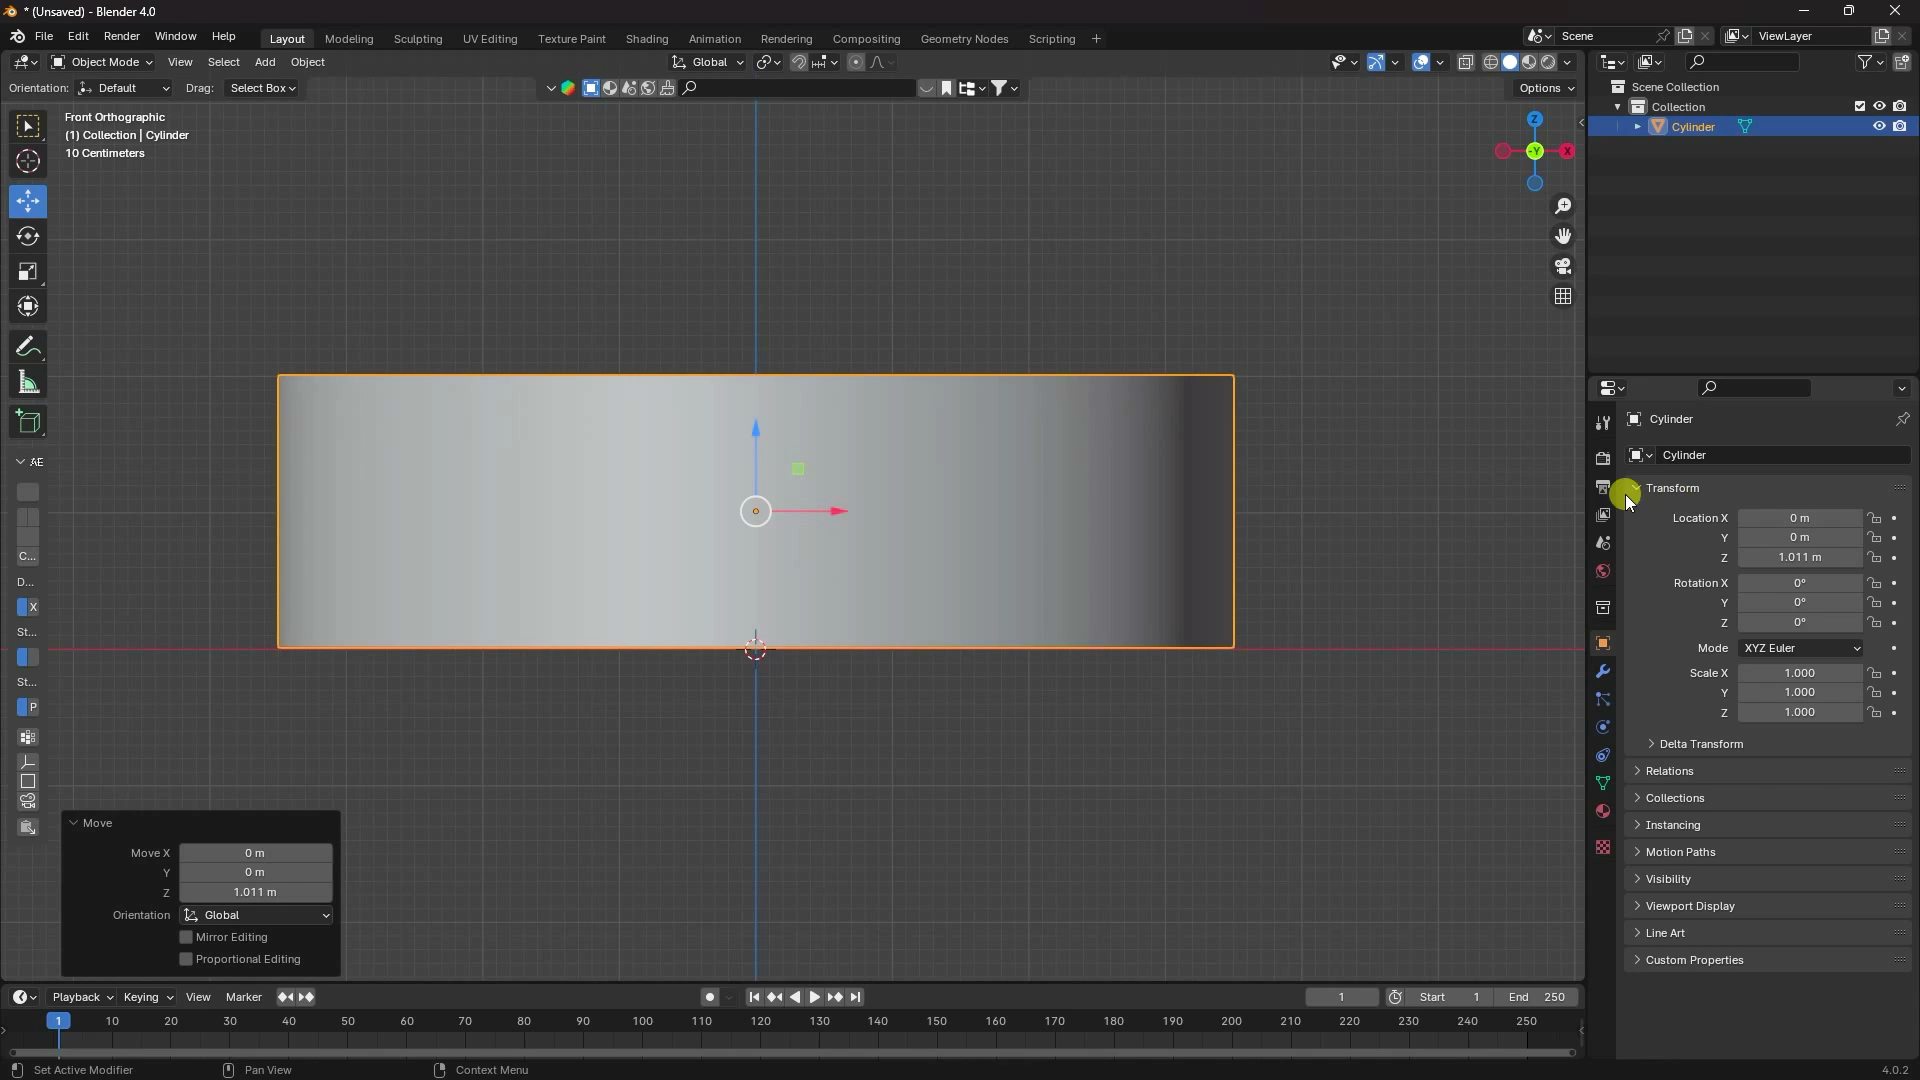 * (Unsaved) - Blender 4.0
File Edit Render Window Help
Layout Modeling Sculpting UV Editing Texture Paint Shading Animation Rendering Compositing Geometry Nodes Scripting +
Scene
ViewLayer
Object Mode View Select Add Object
Global
Orientation: Default Drag: Select Box
Options
Front Orthographic
(1) Collection | Cylinder
10 Centimeters
Z
-Y
X
Scene Collection
Collection
Cylinder
AE
C...
D...
X
St...
St...
P
Cylinder
Cylinder
Transform
Location X 0 m
Y 0 m
Z 1.011 m
Rotation X 0°
Y 0°
Z 0°
Mode XYZ Euler
Scale X 1.000
Y 1.000
Z 1.000
Delta Transform
Relations
Collections
Instancing
Motion Paths
Visibility
Viewport Display
Line Art
Custom Properties
Move
Move X 0 m
Y 0 m
Z 1.011 m
Orientation Global
Mirror Editing
Proportional Editing
Playback Keying View Marker
1
Start 1 End 250
1 10 20 30 40 50 60 70 80 90 100 110 120 130 140 150 160 170 180 190 200 210 220 230 240 250
Set Active Modifier Pan View Context Menu
4.0.2